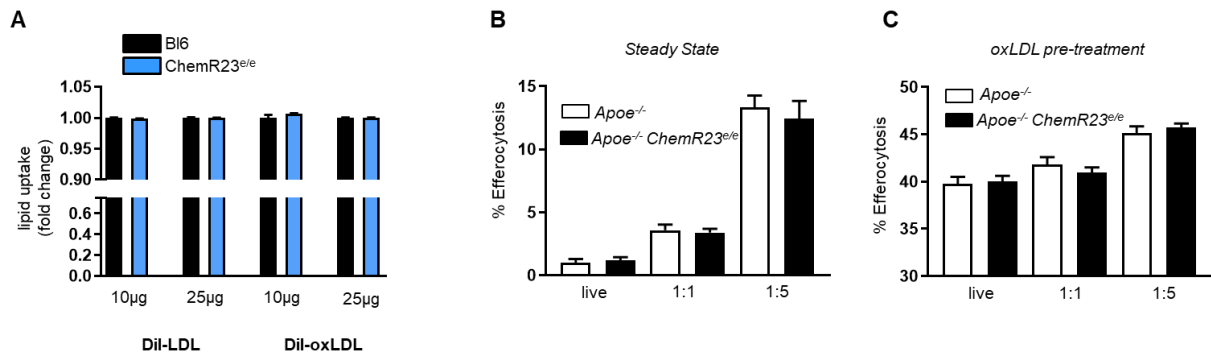 A
Bl6
ChemR23e/e
1.05
1.00
0.95
0.90
0.6
0.4
0.2
0.0
lipid uptake
(fold change)
10µg
25µg
10µg
25µg
Dil-LDL
Dil-oxLDL
B
Steady State
15
10
5
0
% Efferocytosis
Apoe-/-
Apoe-/- ChemR23e/e
live
1:1
1:5
C
oxLDL pre-treatment
50
45
40
35
30
% Efferocytosis
Apoe-/-
Apoe-/- ChemR23e/e
live
1:1
1:5